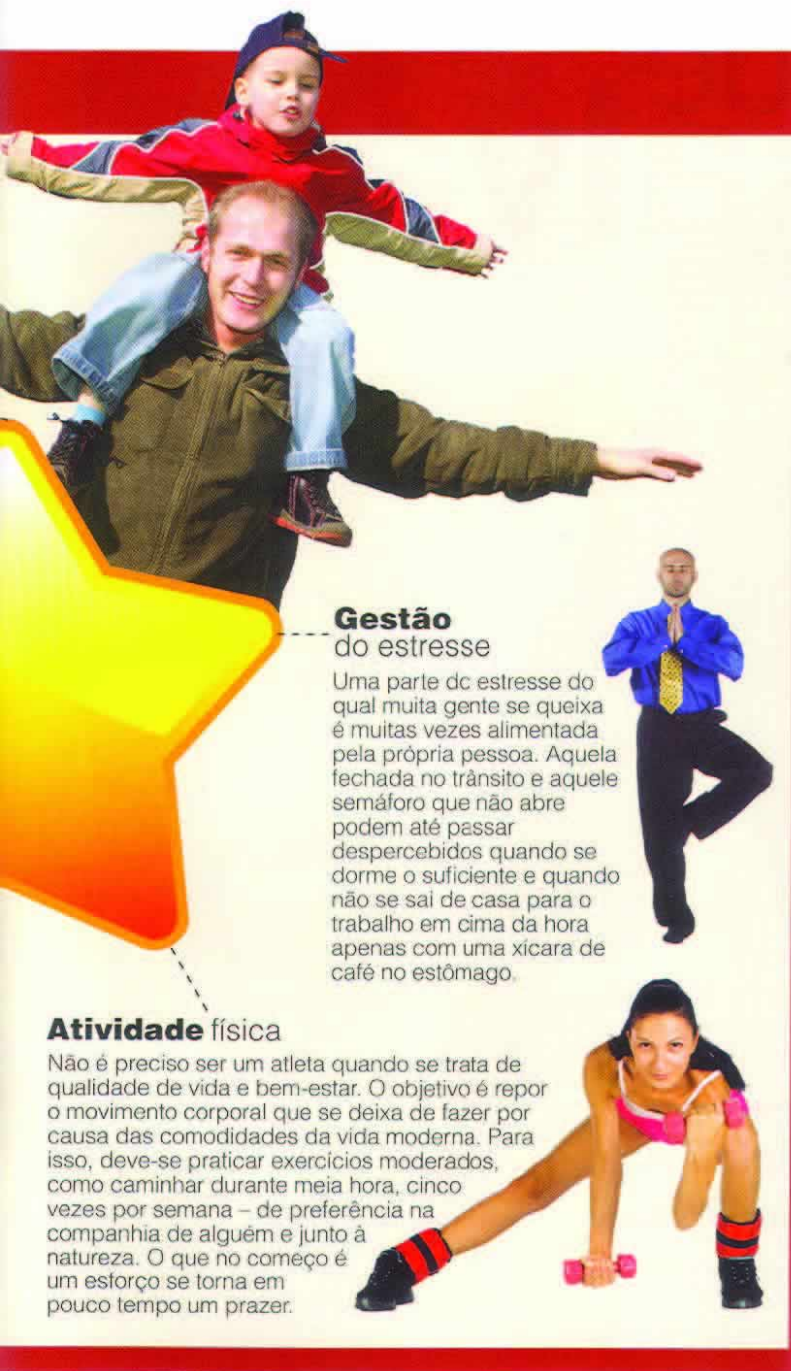 Gestão
do estresse
Uma parte do estresse do
qual muita gente se queixa
é muitas vezes alimentada
pela própria pessoa. Aquela
fechada no trânsito e aquele
semáforo que não abre
podem até passar
despercebidos quando se
dorme o suficiente e quando
não se sai de casa para o
trabalho em cima da hora
apenas com uma xícara de
café no estômago.
Atividade física
Não é preciso ser um atleta quando se trata de
qualidade de vida e bem-estar. O objetivo é repor
o movimento corporal que se deixa de fazer por
causa das comodidades da vida moderna. Para
isso, deve-se praticar exercícios moderados,
como caminhar durante meia hora, cinco
vezes por semana – de preferência na
companhia de alguém e junto à
natureza. O que no começo é
um esforço se torna em
pouco tempo um prazer.